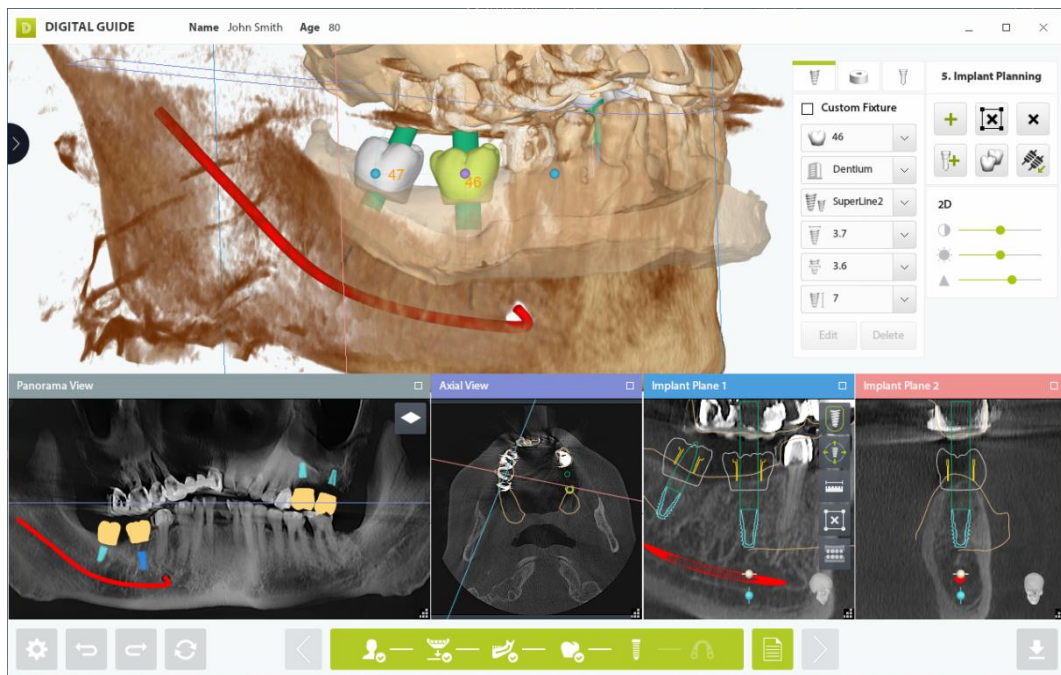 DIGITAL GUIDE
Name John Smith Age 80
5. Implant Planning
Custom Fixture
46
Dentium
SuperLine2
3.7
3.6
7
Edit Delete
2D
47
46
Panorama View
Axial View
Implant Plane 1
Implant Plane 2